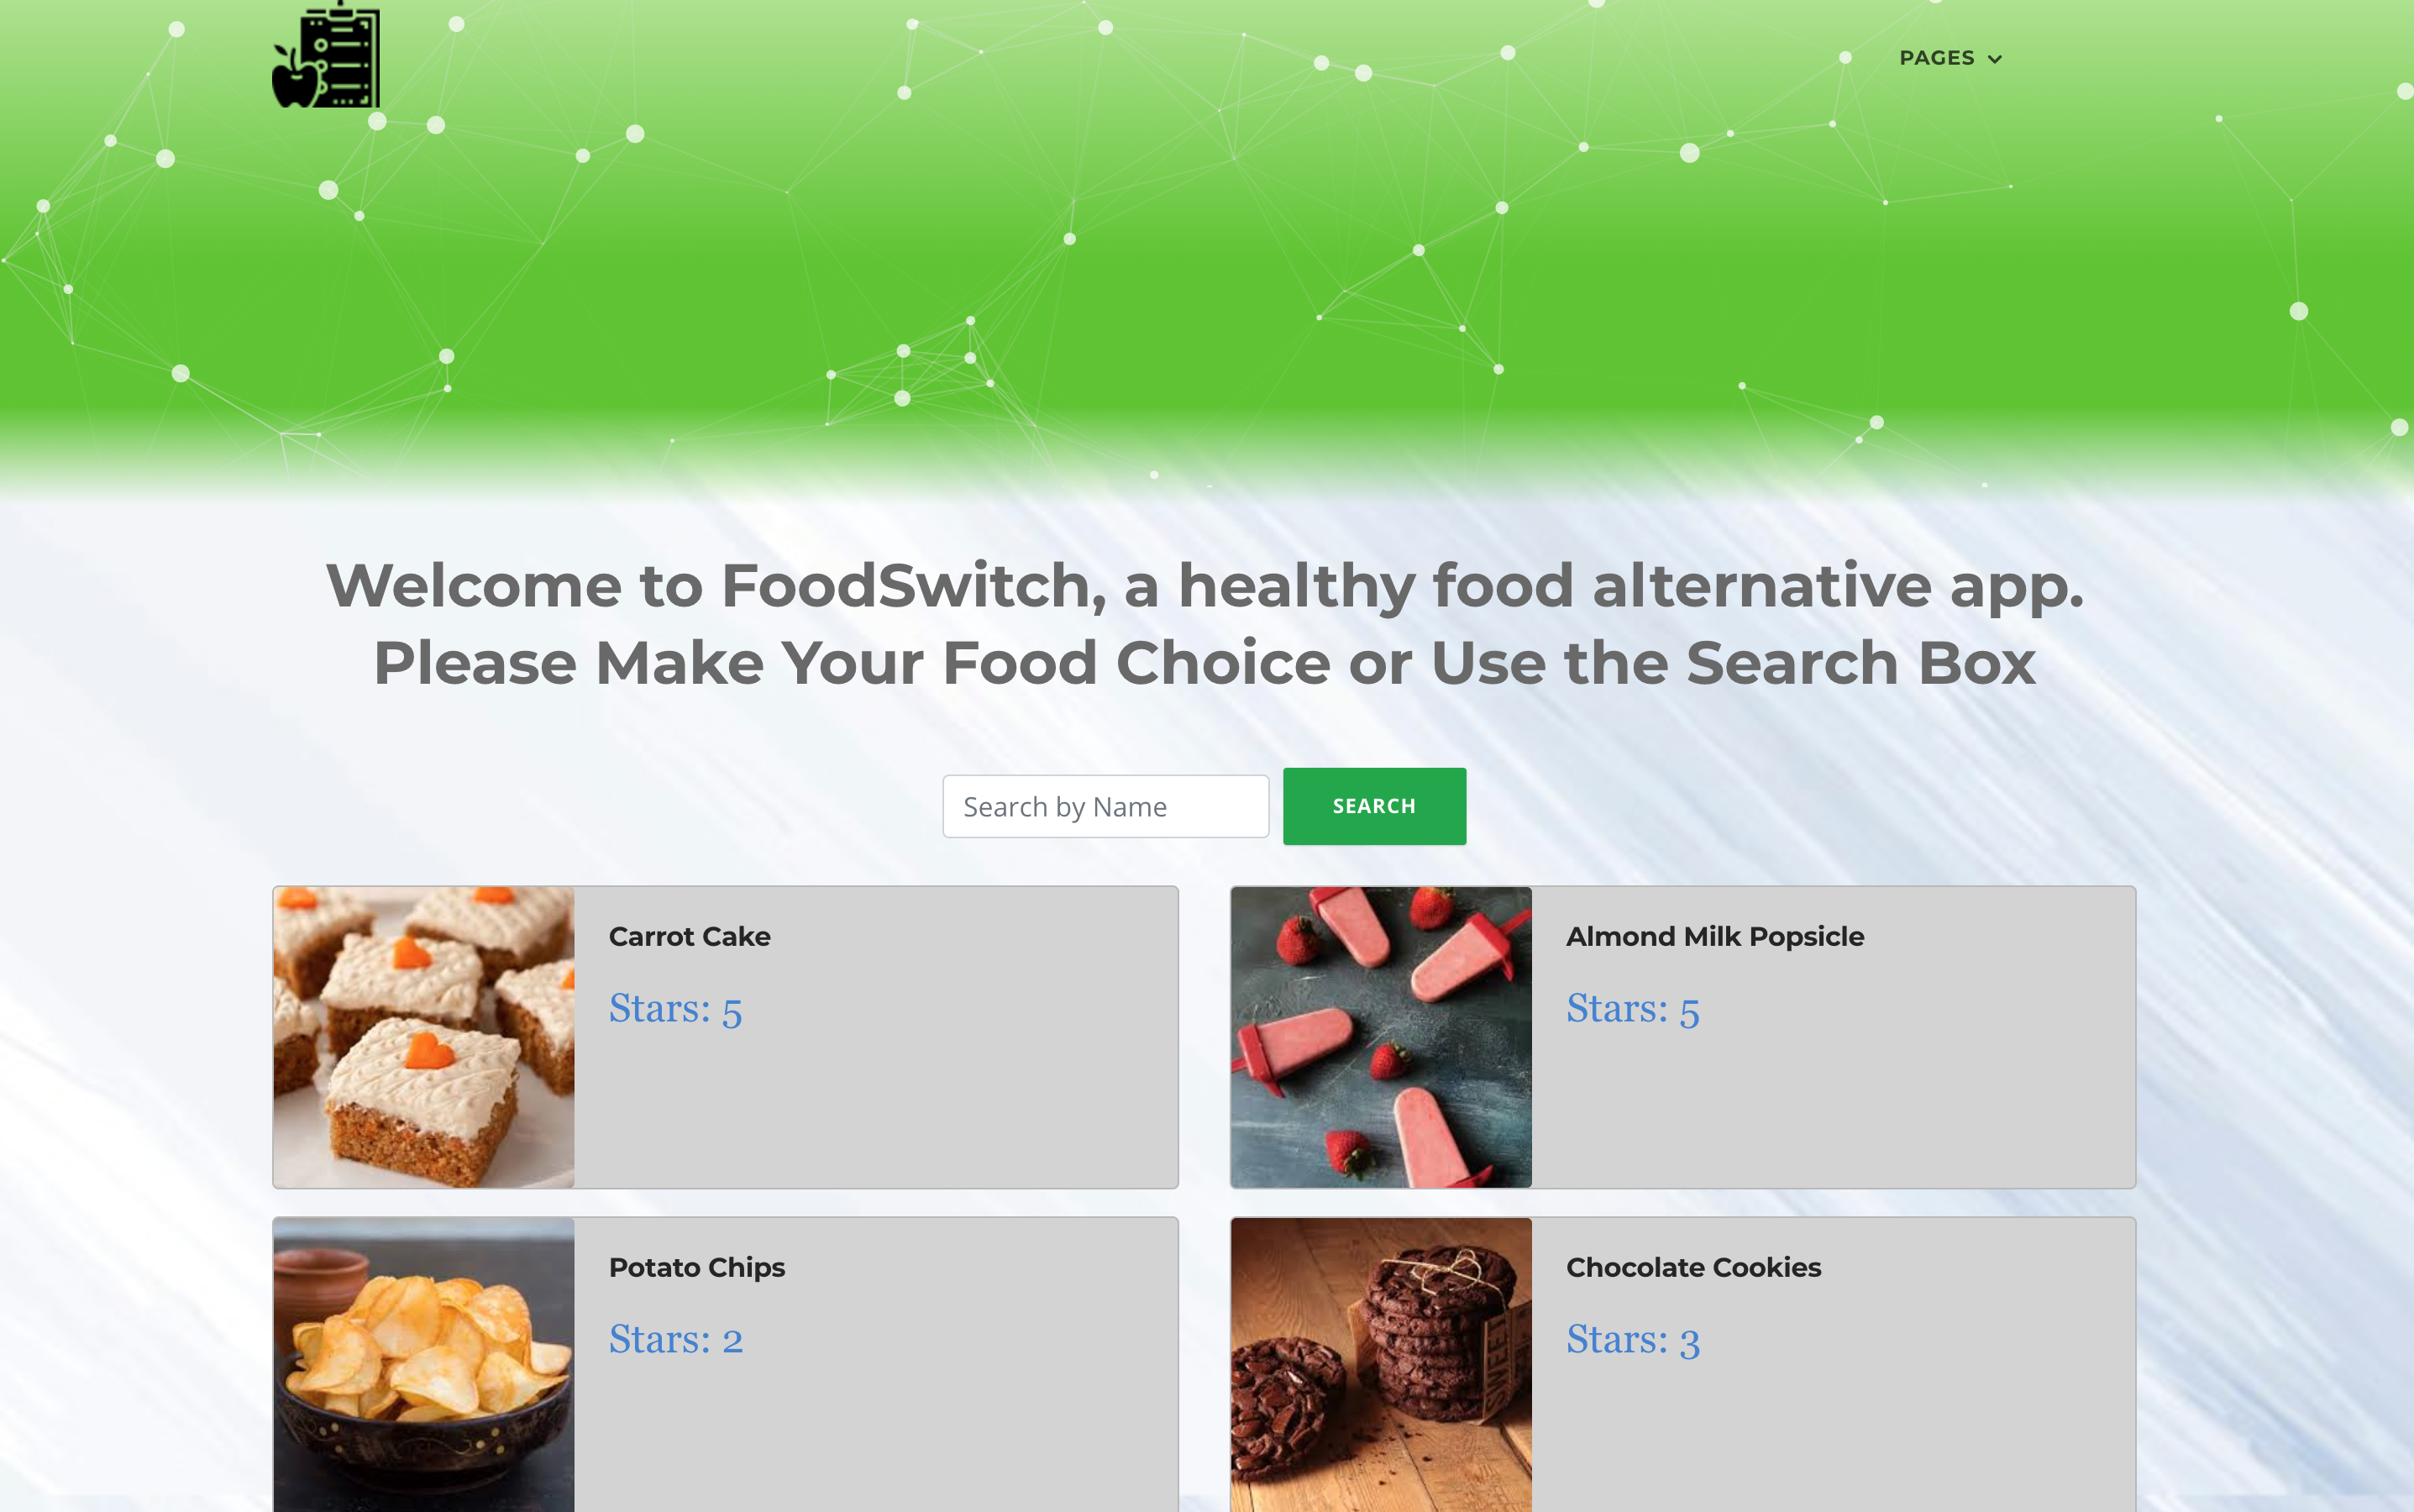 PAGES
Welcome to FoodSwitch, a healthy food alternative app.
Please Make Your Food Choice or Use the Search Box
Search by Name
SEARCH
Carrot Cake
Stars: 5
Almond Milk Popsicle
Stars: 5
Potato Chips
Stars: 2
Chocolate Cookies
Stars: 3